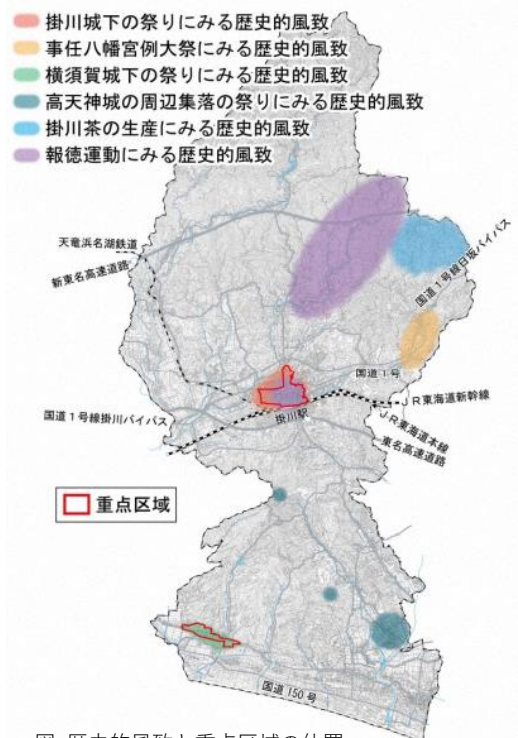 掛川城下の祭りにみる歴史的風致
事任八幡宮例大祭にみる歴史的風致
横須賀城下の祭りにみる歴史的風致
高天神城の周辺集落の祭りにみる歴史的風致
掛川茶の生産にみる歴史的風致
報徳運動にみる歴史的風致
天竜浜名湖鉄道
新東名高速道路
国道1号線日坂バイパス
国道1号
JR東海道新幹線
国道1号線掛川バイパス
掛川駅
JR東海道本線
東名高速道路
重点区域
国道150号
図 歴史的風致と重点区域の位置